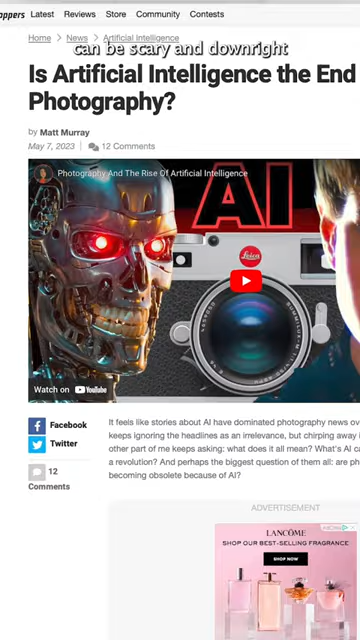 appers Latest Reviews Store Community Contests
Home > News > Artificial Intelligence
can be scary and downright
Is Artificial Intelligence the End
Photography?
by Matt Murray
May 7, 2023 | 12 Comments
Photography And The Rise Of Artificial Intelligence
AI
Leica
Watch on YouTube
Facebook
Twitter
12
Comments
It feels like stories about AI have dominated photography news ov
keeps ignoring the headlines as an irrelevance, but chirping away i
other part of me keeps asking: what does it all mean? What's AI ca
a revolution? And perhaps the biggest question of them all: are ph
becoming obsolete because of AI?
ADVERTISEMENT
LANCÔME
SHOP OUR BEST-SELLING FRAGRANCE
SHOP NOW